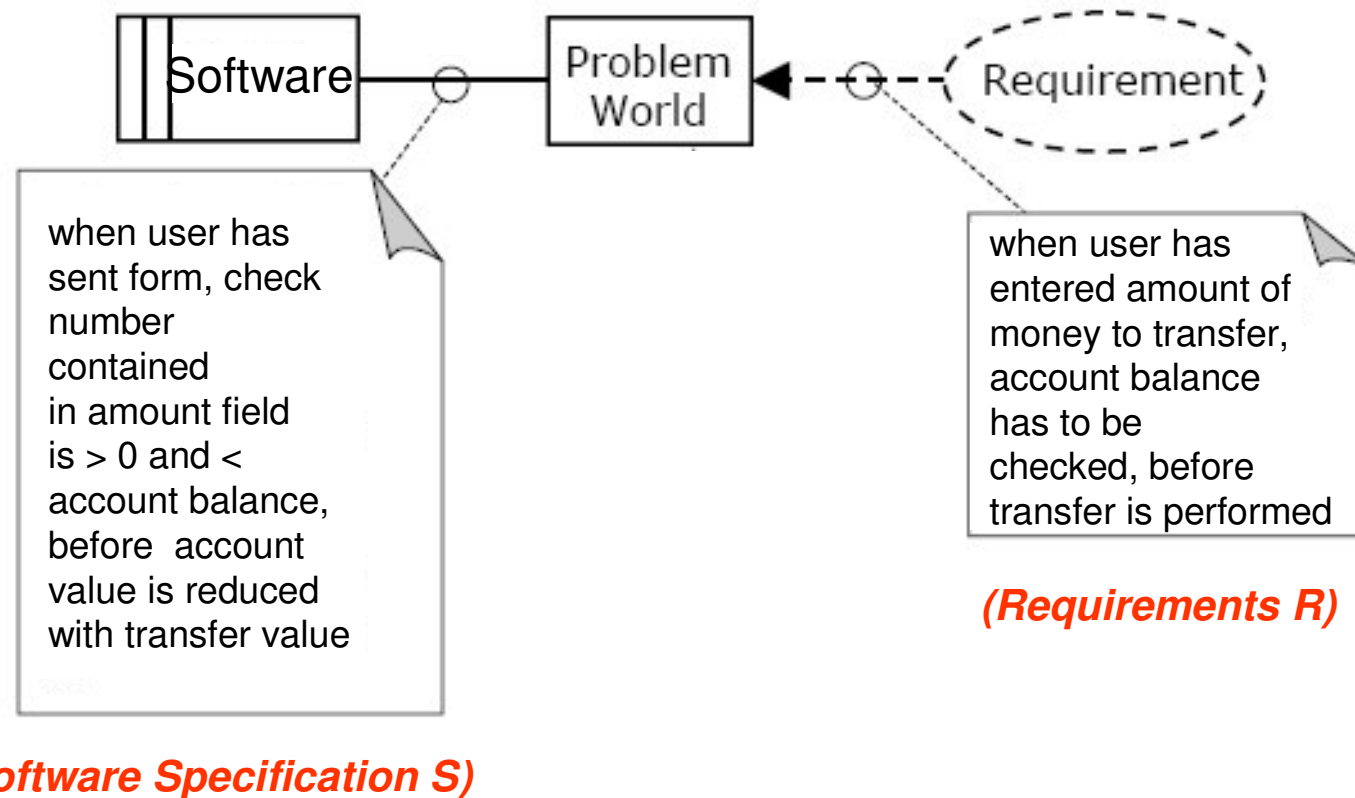 Software
Problem
World
Requirement
when user has
sent form, check
number
contained
in amount field
is > 0 and <
account balance,
before account
value is reduced
with transfer value
when user has
entered amount of
money to transfer,
account balance
has to be
checked, before
transfer is performed
(Requirements R)
oftware Specification S)